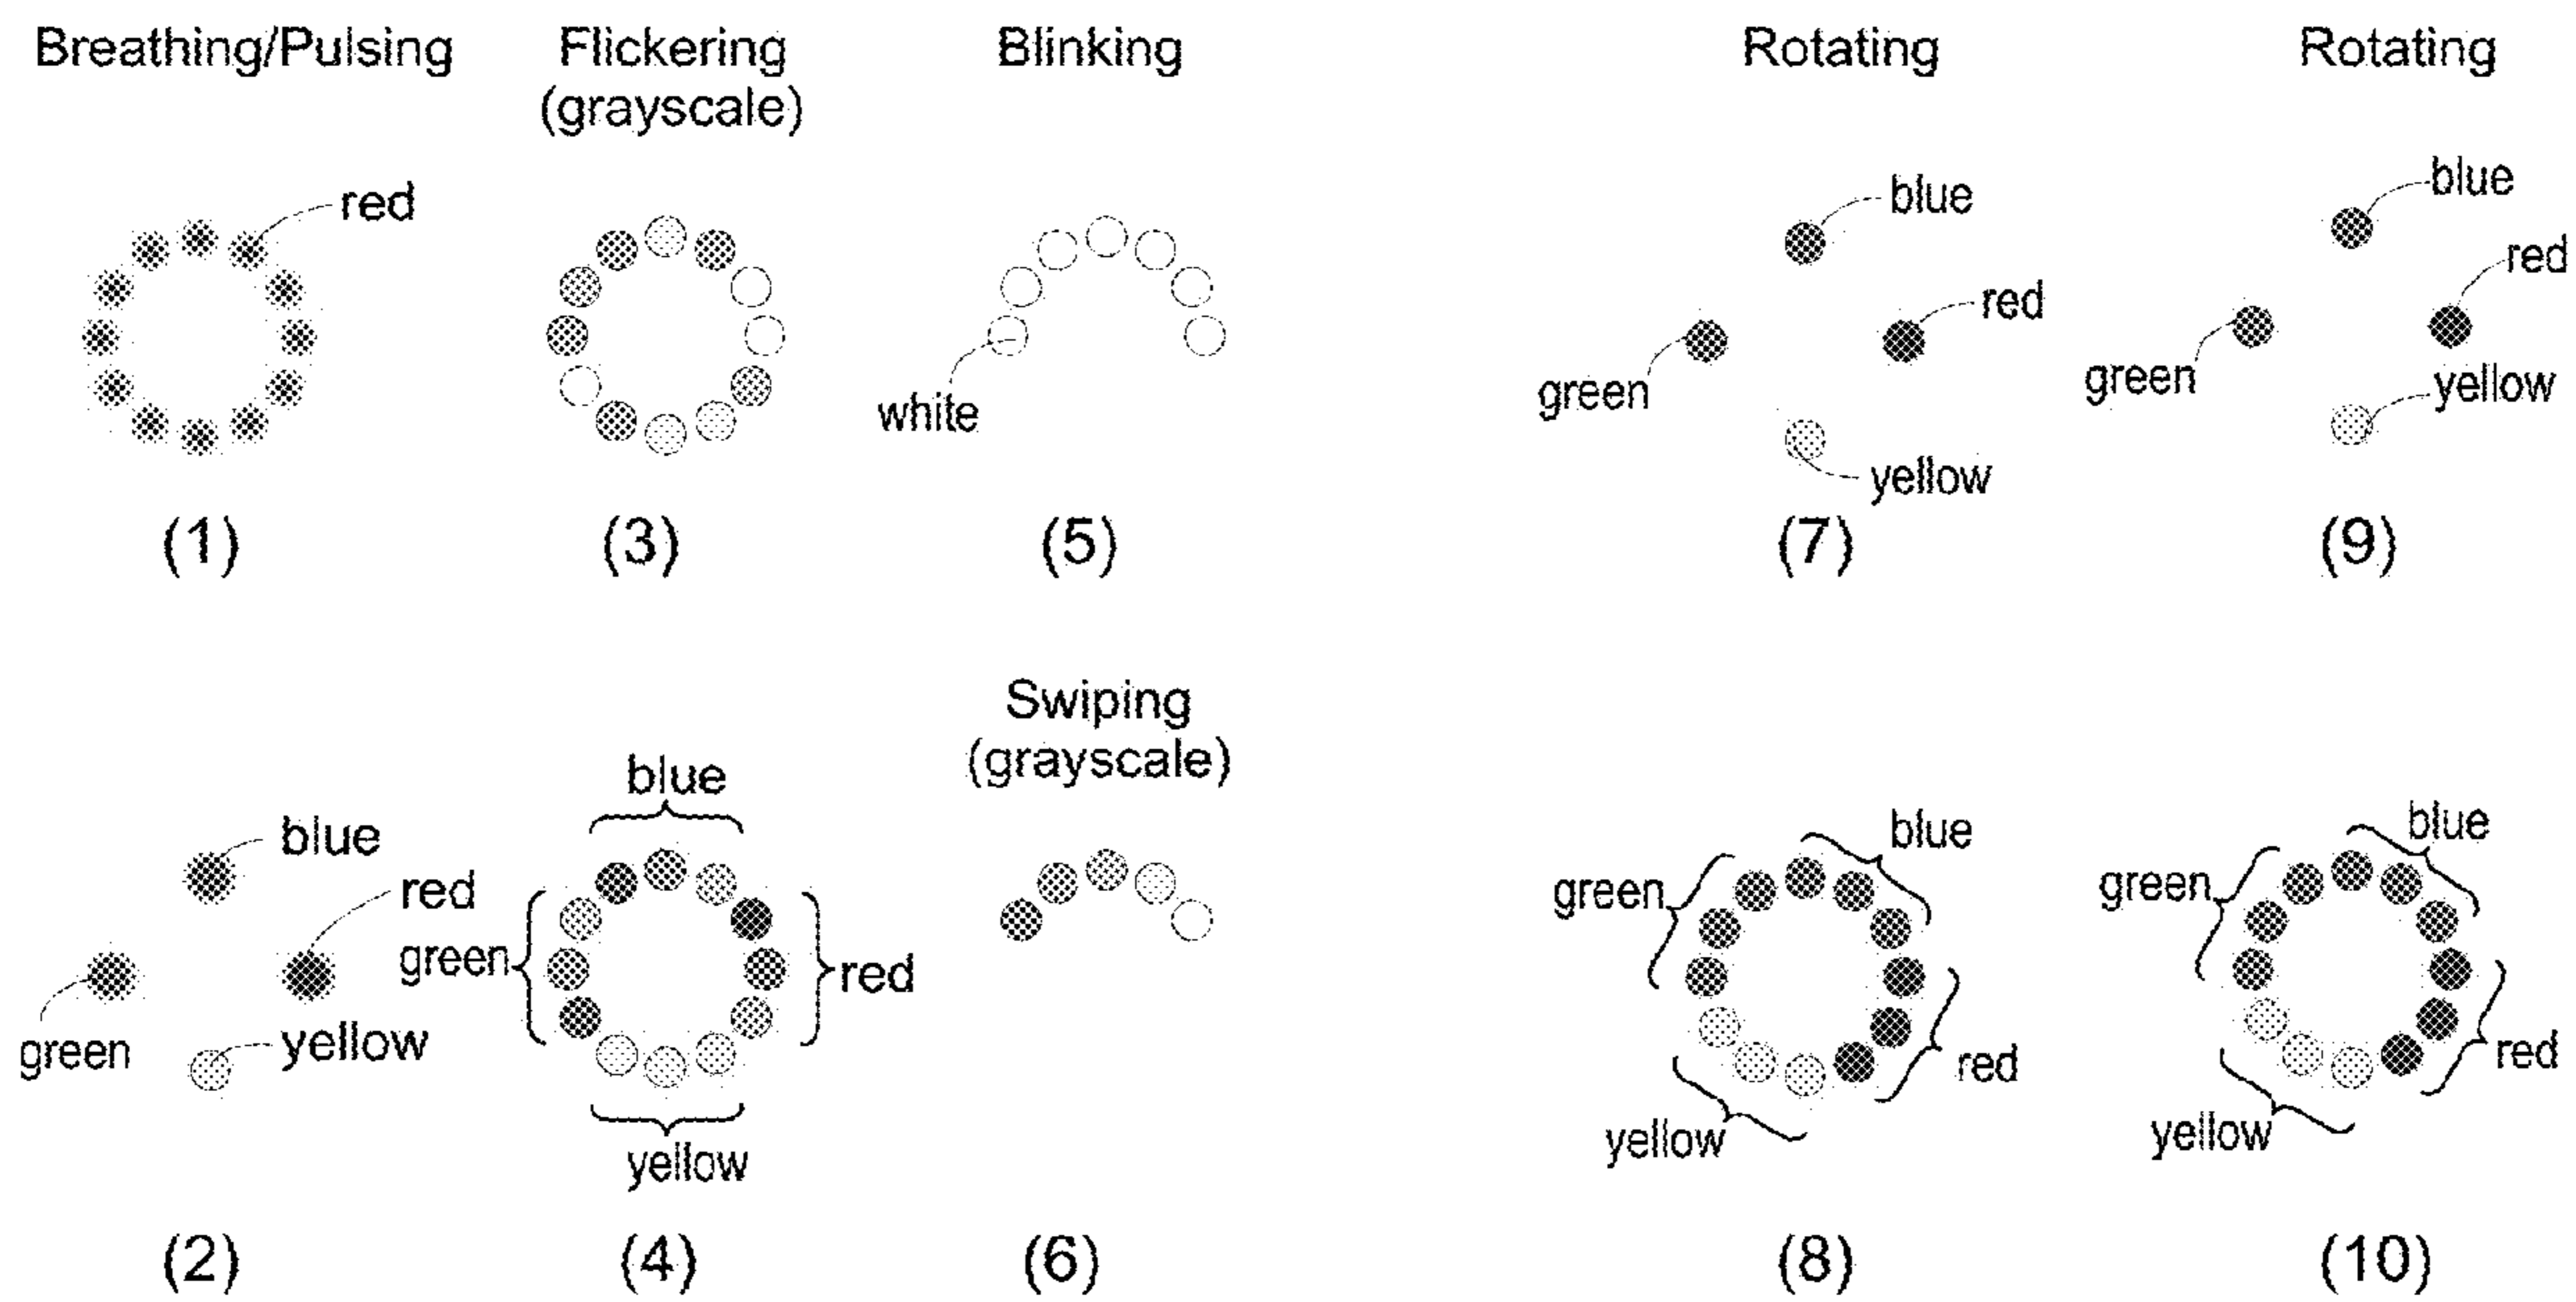 Breathing/Pulsing
Flickering
(grayscale)
Blinking
Rotating
Rotating
red
white
blue
red
green
yellow
blue
red
green
yellow
(1)
(3)
(5)
(7)
(9)
Swiping
(grayscale)
blue
red
green
yellow
blue
green
red
yellow
blue
green
red
yellow
blue
green
red
yellow
(2)
(4)
(6)
(8)
(10)